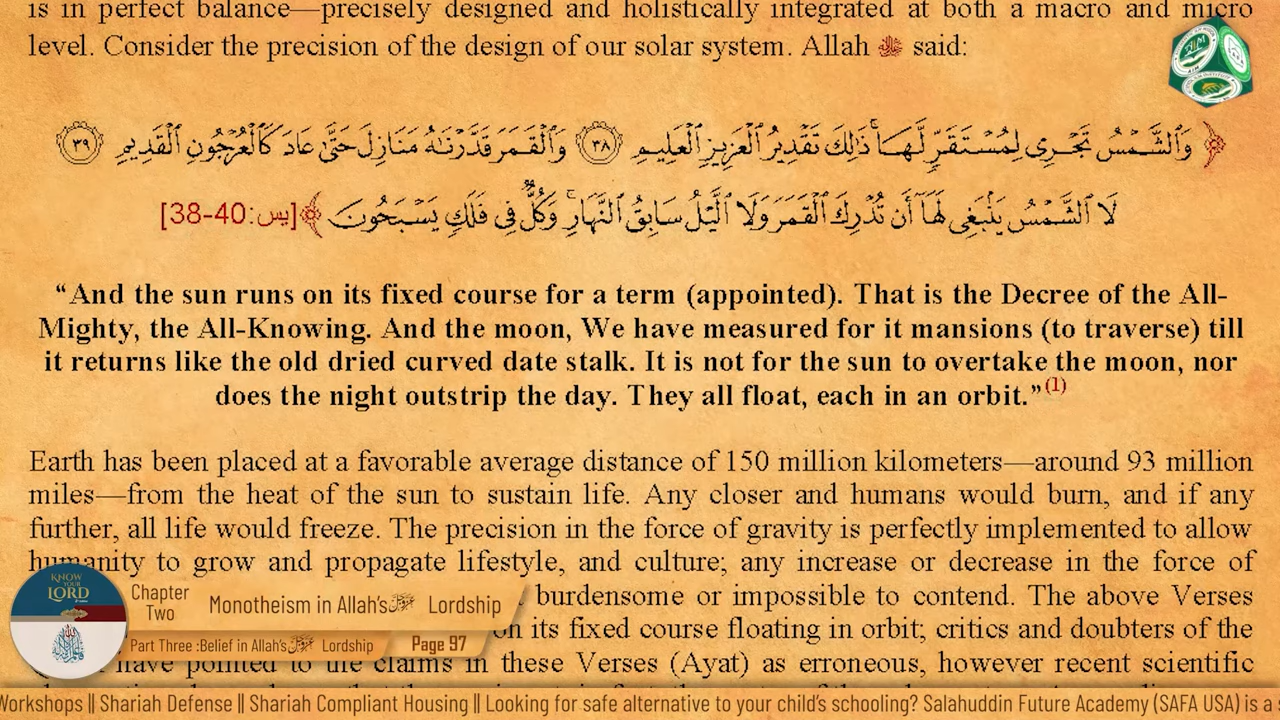 is in perfect balance—precisely designed and holistically integrated at both a macro and micro
level. Consider the precision of the design of our solar system. Allah ﷻ said:
﴿ وَٱلشَّمْسُ تَجْرِى لِمُسْتَقَرٍّ لَّهَا ۚ ذَٰلِكَ تَقْدِيرُ ٱلْعَزِيزِ ٱلْعَلِيمِ ٣٨ وَٱلْقَمَرَ قَدَّرْنَـٰهُ مَنَازِلَ حَتَّىٰ عَادَ كَٱلْعُرْجُونِ ٱلْقَدِيمِ ٣٩
لَا ٱلشَّمْسُ يَنۢبَغِى لَهَآ أَن تُدْرِكَ ٱلْقَمَرَ وَلَا ٱلَّيْلُ سَابِقُ ٱلنَّهَارِ ۚ وَكُلٌّ فِى فَلَكٍ يَسْبَحُونَ ﴾ [يس:38-40]
“And the sun runs on its fixed course for a term (appointed). That is the Decree of the All-
Mighty, the All-Knowing. And the moon, We have measured for it mansions (to traverse) till
it returns like the old dried curved date stalk. It is not for the sun to overtake the moon, nor
does the night outstrip the day. They all float, each in an orbit.”(1)
Earth has been placed at a favorable average distance of 150 million kilometers—around 93 million
miles—from the heat of the sun to sustain life. Any closer and humans would burn, and if any
further, all life would freeze. The precision in the force of gravity is perfectly implemented to allow
humanity to grow and propagate lifestyle, and culture; any increase or decrease in the force of
burdensome or impossible to contend. The above Verses
on its fixed course floating in orbit; critics and doubters of the
have pointed to the claims in these Verses (Ayat) as erroneous, however recent scientific
KNOW YOUR LORD
Chapter Two
Monotheism in Allah's ﷻ Lordship
Part Three :Belief in Allah's ﷻ Lordship
Page 97
Workshops || Shariah Defense || Shariah Compliant Housing || Looking for safe alternative to your child's schooling? Salahuddin Future Academy (SAFA USA) is a